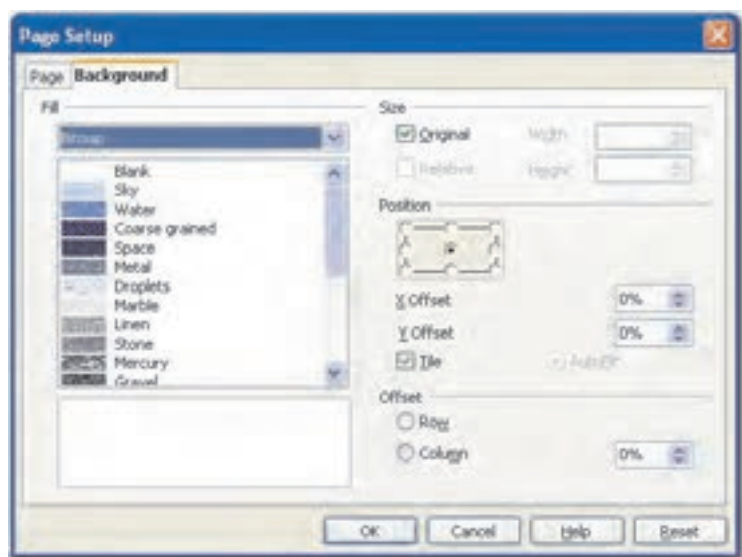 Page Setup
Page Background
Fill
Bitmap
Blank
Sky
Water
Coarse grained
Space
Metal
Droplets
Marble
Linen
Stone
Mercury
Gravel
Size
Original Width
Relative Height
Position
X Offset 0%
Y Offset 0%
Tile AutoFit
Offset
Row
Column 0%
OK Cancel Help Reset